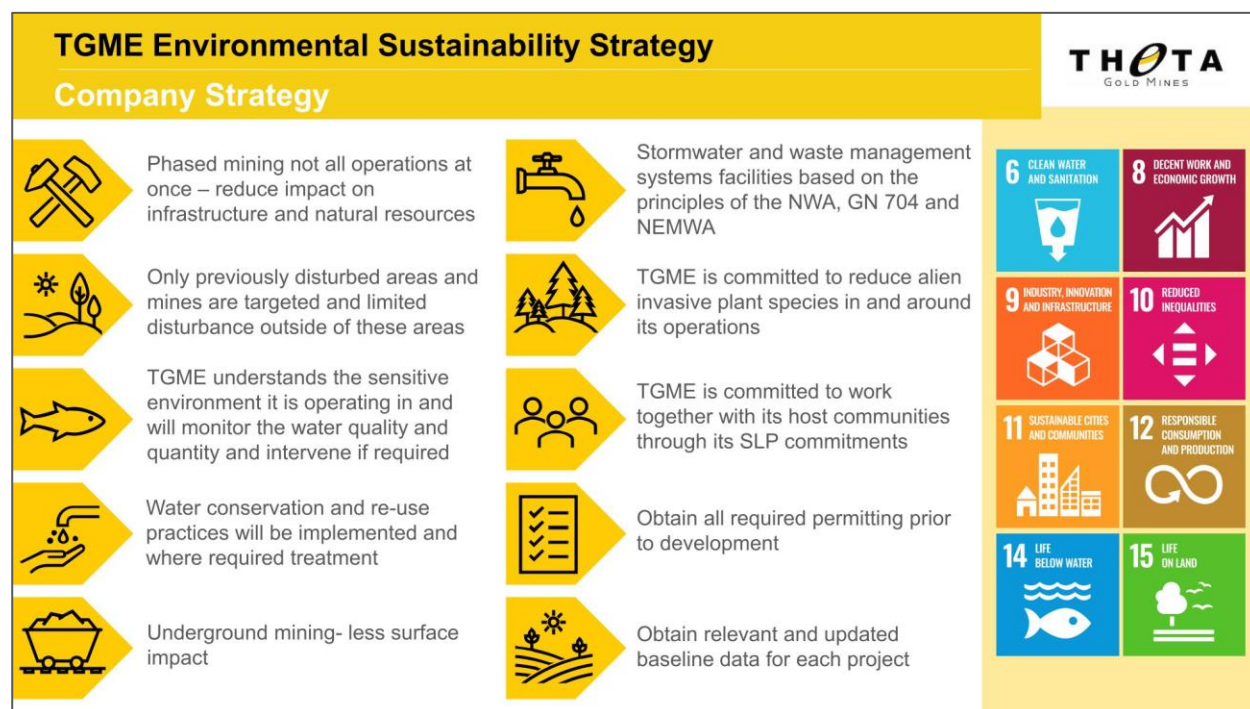 TGME Environmental Sustainability Strategy
Company Strategy
THETA
GOLD MINES
Phased mining not all operations at
once – reduce impact on
infrastructure and natural resources
Only previously disturbed areas and
mines are targeted and limited
disturbance outside of these areas
TGME understands the sensitive
environment it is operating in and
will monitor the water quality and
quantity and intervene if required
Water conservation and re-use
practices will be implemented and
where required treatment
Underground mining- less surface
impact
Stormwater and waste management
systems facilities based on the
principles of the NWA, GN 704 and
NEMWA
TGME is committed to reduce alien
invasive plant species in and around
its operations
TGME is committed to work
together with its host communities
through its SLP commitments
Obtain all required permitting prior
to development
Obtain relevant and updated
baseline data for each project
6 CLEAN WATER
AND SANITATION
8 DECENT WORK AND
ECONOMIC GROWTH
9 INDUSTRY, INNOVATION
AND INFRASTRUCTURE
10 REDUCED
INEQUALITIES
11 SUSTAINABLE CITIES
AND COMMUNITIES
12 RESPONSIBLE
CONSUMPTION
AND PRODUCTION
14 LIFE
BELOW WATER
15 LIFE
ON LAND